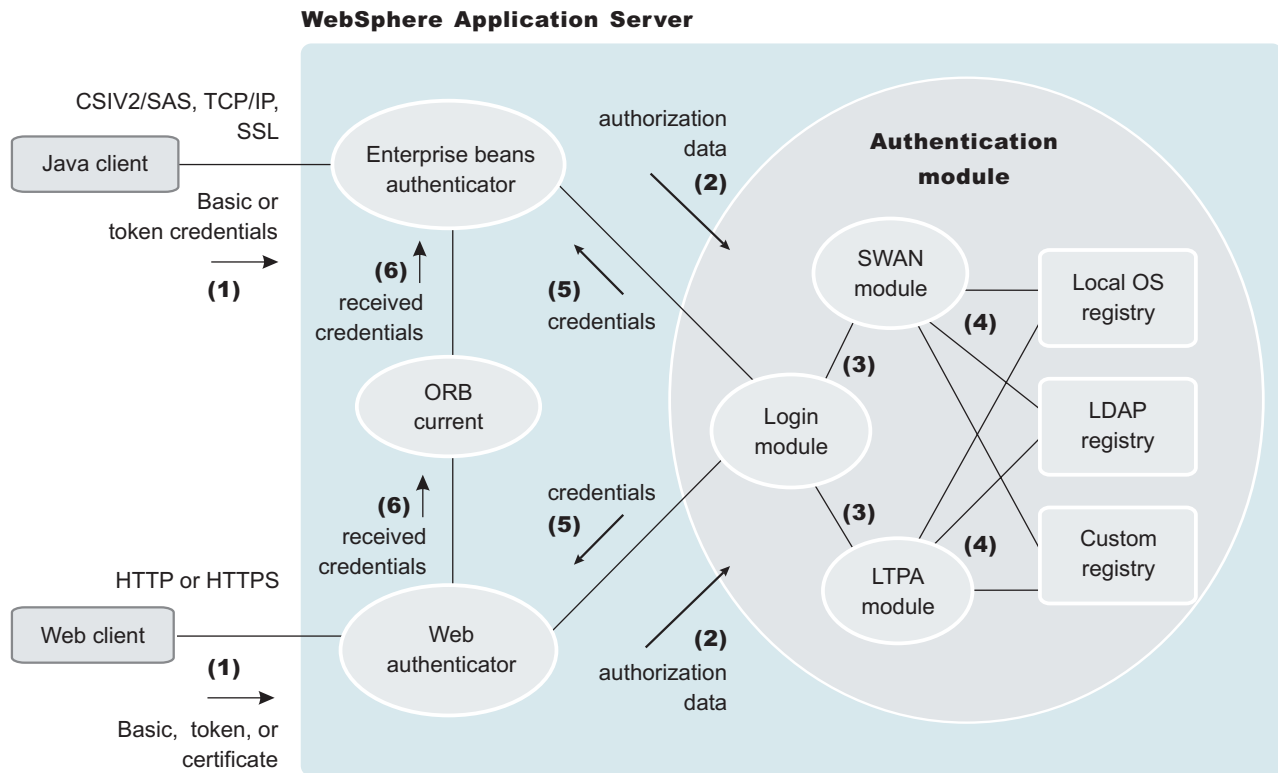 WebSphere Application Server
CSIV2/SAS, TCP/IP,
SSL
Java client
Basic or
token credentials
(1)
Enterprise beans
authenticator
authorization
data
(2)
(6)
received
credentials
(5)
credentials
ORB
current
(6)
received
credentials
credentials
(5)
HTTP or HTTPS
Web client
(1)
Basic, token, or
certificate
Web
authenticator
(2)
authorization
data
Authentication
module
SWAN
module
(4)
(3)
Login
module
(3)
(4)
LTPA
module
Local OS
registry
LDAP
registry
Custom
registry